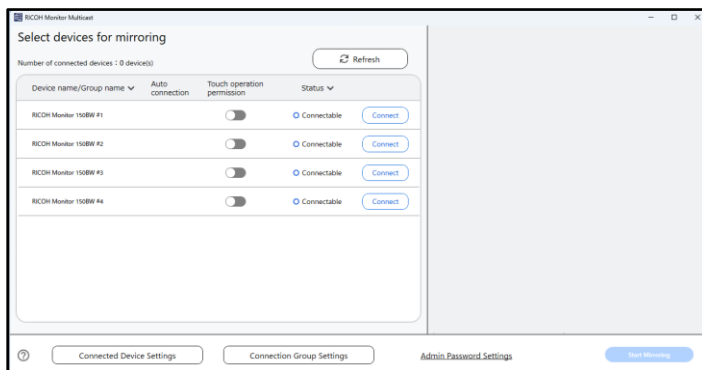 RICOH Monitor Multicast
Select devices for mirroring
Number of connected devices : 0 device(s)
Refresh
Device name/Group name Auto connection Touch operation permission Status
RICOH Monitor 150BW #1 Connectable Connect
RICOH Monitor 150BW #2 Connectable Connect
RICOH Monitor 150BW #3 Connectable Connect
RICOH Monitor 150BW #4 Connectable Connect
? Connected Device Settings Connection Group Settings Admin Password Settings Start Mirroring